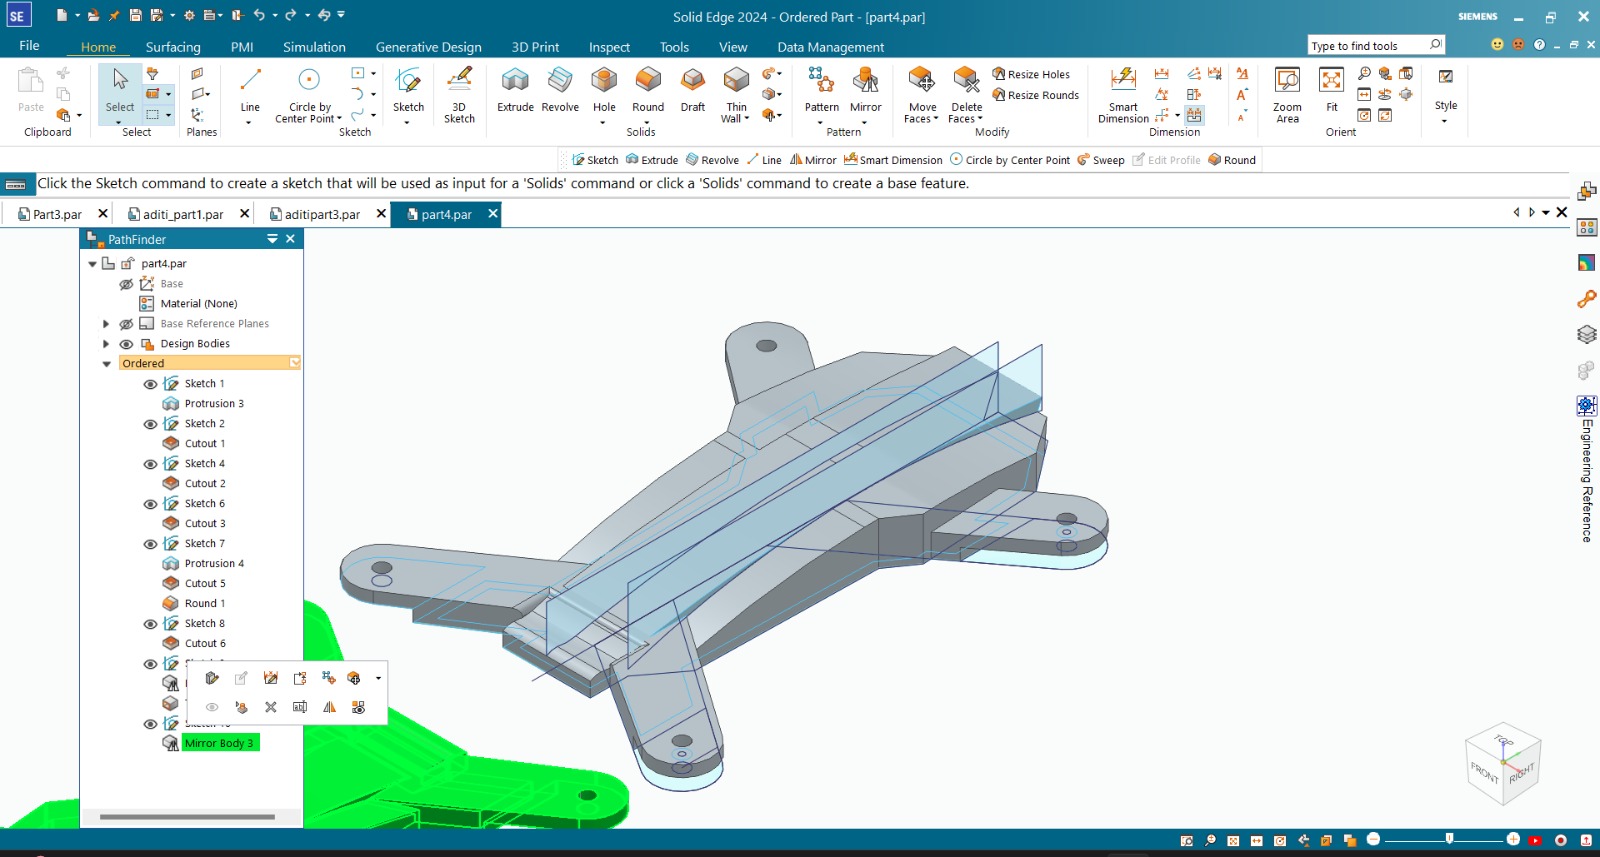 SE
Solid Edge 2024 - Ordered Part - [part4.par]
SIEMENS
File Home Surfacing PMI Simulation Generative Design 3D Print Inspect Tools View Data Management
Type to find tools
Paste
Clipboard
Select
Select
Planes
Line
Circle by Center Point
Sketch
Sketch
3D Sketch
Extrude Revolve Hole Round Draft Thin Wall
Solids
Pattern Mirror
Pattern
Move Faces Delete Faces
Resize Holes
Resize Rounds
Modify
Smart Dimension
Dimension
Zoom Area
Fit
Orient
Style
Sketch Extrude Revolve Line Mirror Smart Dimension Circle by Center Point Sweep Edit Profile Round
Click the Sketch command to create a sketch that will be used as input for a 'Solids' command or click a 'Solids' command to create a base feature.
Part3.par aditi_part1.par aditipart3.par part4.par
PathFinder
part4.par
Base
Material (None)
Base Reference Planes
Design Bodies
Ordered
Sketch 1
Protrusion 3
Sketch 2
Cutout 1
Sketch 4
Cutout 2
Sketch 6
Cutout 3
Sketch 7
Protrusion 4
Cutout 5
Round 1
Sketch 8
Cutout 6
Mirror Body 3
Engineering Reference
TOP
FRONT
RIGHT